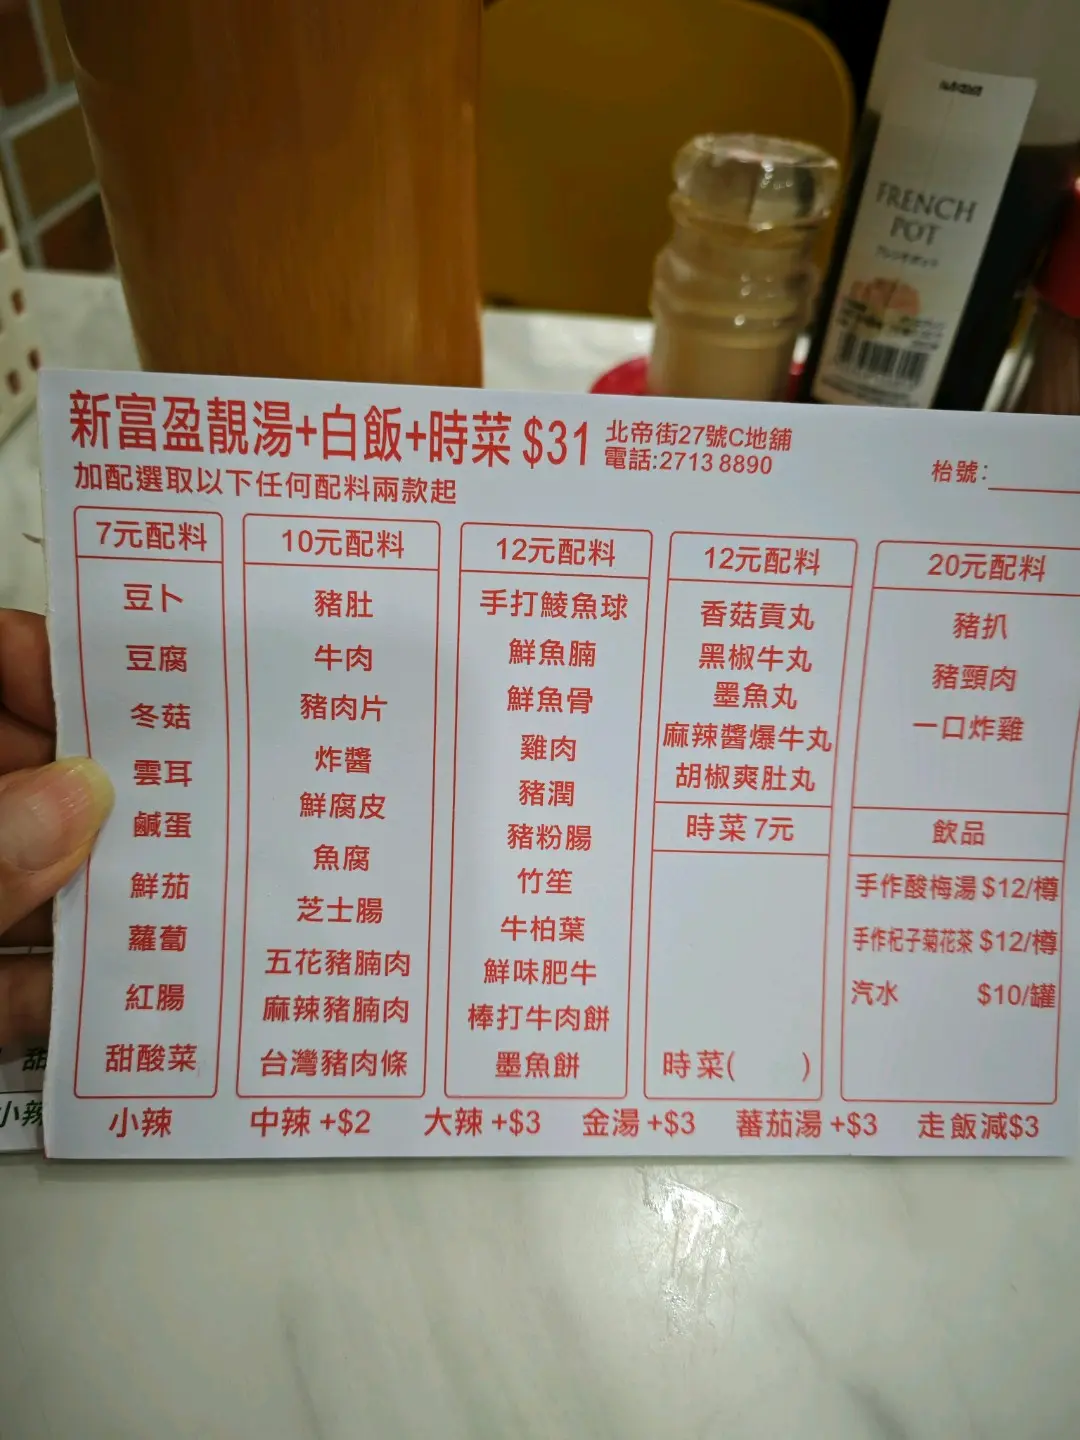 FRENCH
POT
新富盈靚湯+白飯+時菜 $31
北帝街27號C地舖
電話:2713 8890
加配選取以下任何配料兩款起
枱號:
7元配料
豆卜
豆腐
冬菇
雲耳
鹹蛋
鮮茄
蘿蔔
紅腸
甜酸菜
10元配料
豬肚
牛肉
豬肉片
炸醬
鮮腐皮
魚腐
芝士腸
五花豬腩肉
麻辣豬腩肉
台灣豬肉條
12元配料
手打鯪魚球
鮮魚腩
鮮魚骨
雞肉
豬潤
豬粉腸
竹笙
牛柏葉
鮮味肥牛
棒打牛肉餅
墨魚餅
12元配料
香菇貢丸
黑椒牛丸
墨魚丸
麻辣醬爆牛丸
胡椒爽肚丸
時菜 7元
時菜( )
20元配料
豬扒
豬頸肉
一口炸雞
飲品
手作酸梅湯 $12/樽
手作杞子菊花茶 $12/樽
汽水 $10/罐
小辣 中辣 +$2 大辣 +$3 金湯 +$3 蕃茄湯 +$3 走飯減$3
甜
小辣